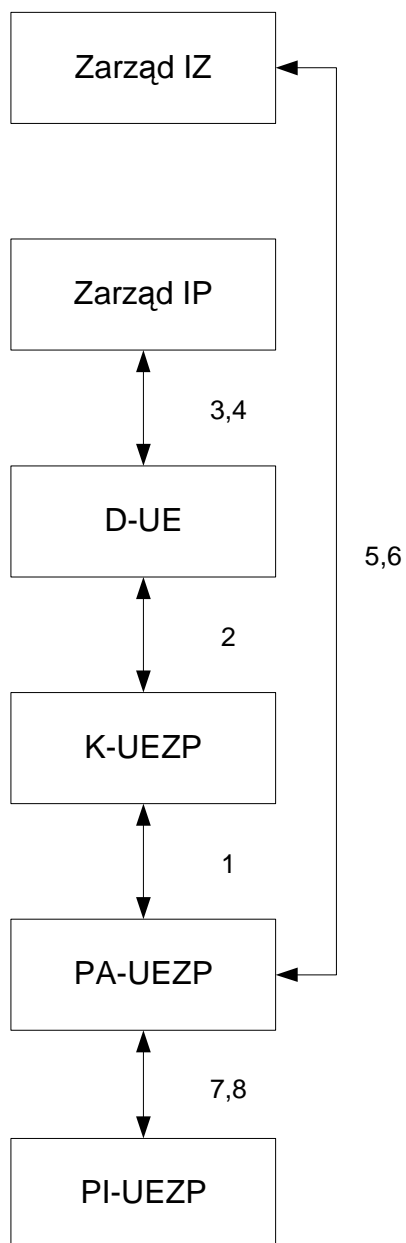 Zarząd IZ
Zarząd IP
3,4
D-UE
5,6
2
K-UEZP
1
PA-UEZP
7,8
PI-UEZP